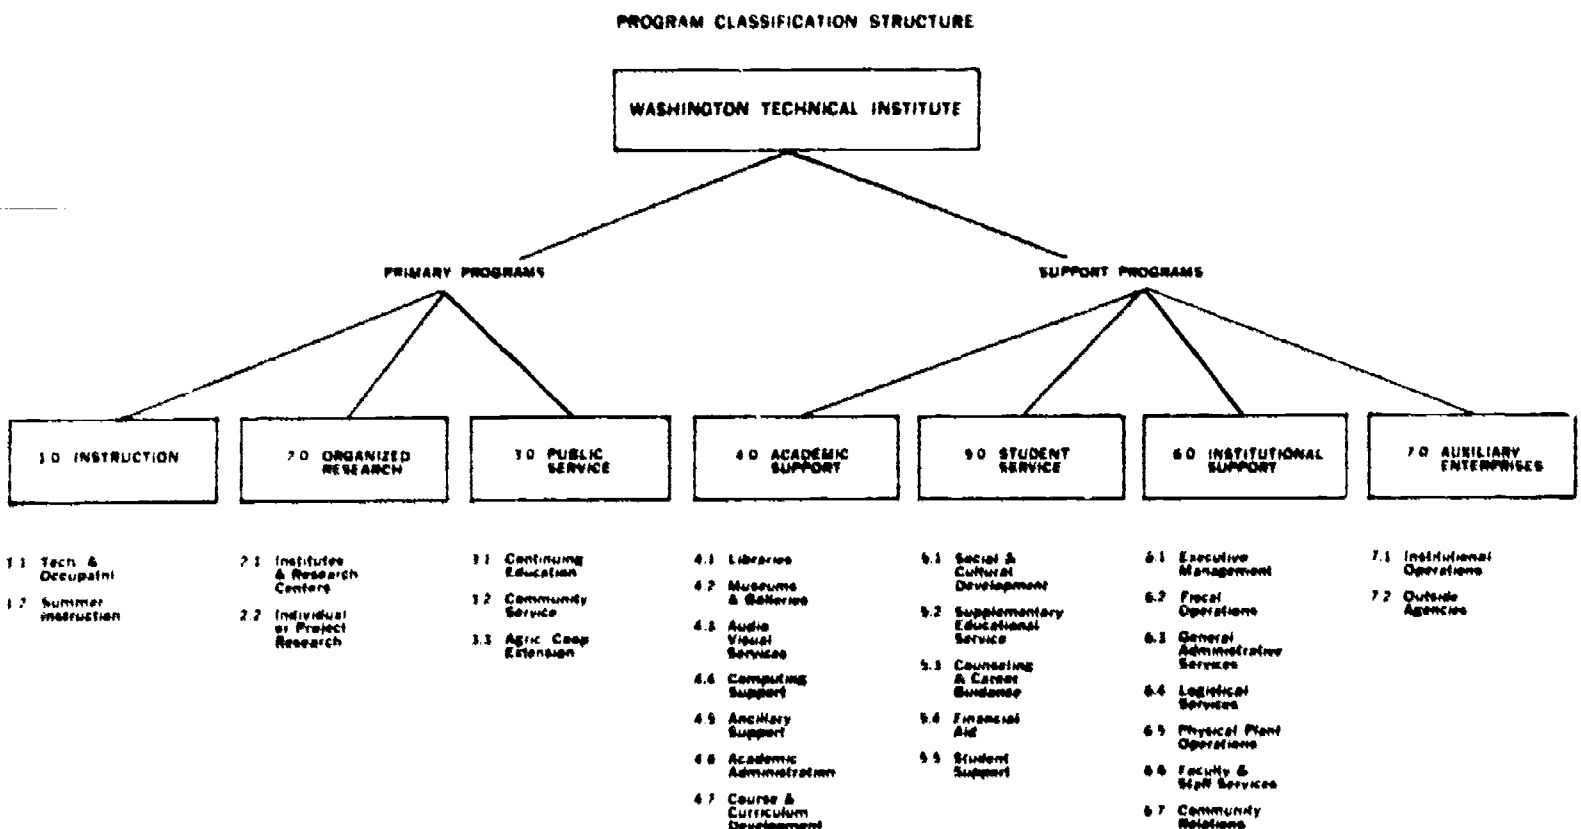 PROGRAM CLASSIFICATION STRUCTURE
WASHINGTON TECHNICAL INSTITUTE
PRIMARY PROGRAMS
SUPPORT PROGRAMS
1.0 INSTRUCTION
2.0 ORGANIZED
RESEARCH
3.0 PUBLIC
SERVICE
4.0 ACADEMIC
SUPPORT
5.0 STUDENT
SERVICE
6.0 INSTITUTIONAL
SUPPORT
7.0 AUXILIARY
ENTERPRISES
1.1 Tech &
Occupatnl
1.2 Summer
Instruction
2.1 Institutes
& Research
Centers
2.2 Individual
or Project
Research
3.1 Continuing
Education
3.2 Community
Service
3.3 Agric Coop
Extension
4.1 Libraries
4.2 Museums
& Galleries
4.3 Audio
Visual
Services
4.4 Computing
Support
4.5 Ancillary
Support
4.6 Academic
Administration
4.7 Course &
Curriculum
Development
5.1 Social &
Cultural
Development
5.2 Supplementary
Educational
Service
5.3 Counseling
& Career
Guidance
5.4 Financial
Aid
5.5 Student
Support
6.1 Executive
Management
6.2 Fiscal
Operations
6.3 General
Administrative
Services
6.4 Logistical
Services
6.5 Physical Plant
Operations
6.6 Faculty &
Staff Services
6.7 Community
Relations
7.1 Institutional
Operations
7.2 Outside
Agencies